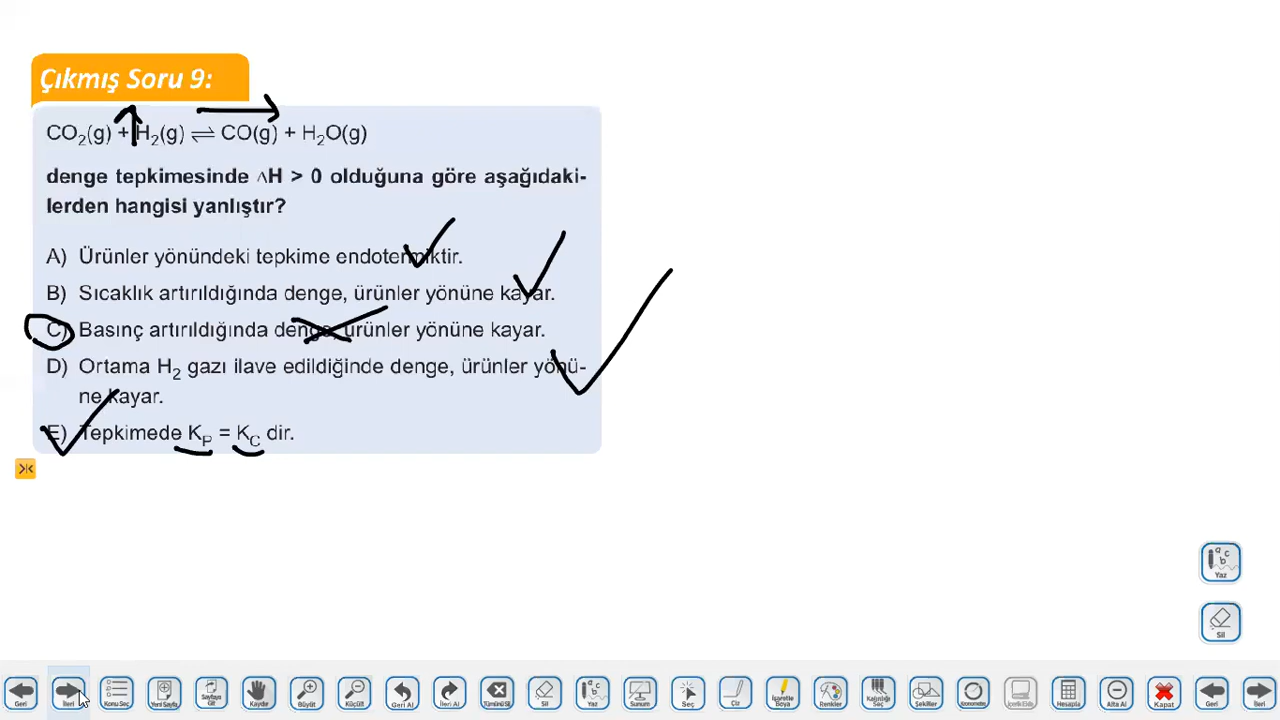 Çıkmış Soru 9:
CO₂(g) + H₂(g) ⇌ CO(g) + H₂O(g)
denge tepkimesinde △H > 0 olduğuna göre aşağıdaki-
lerden hangisi yanlıştır?
A) Ürünler yönündeki tepkime endotermiktir.
B) Sıcaklık artırıldığında denge, ürünler yönüne kayar.
C) Basınç artırıldığında denge, ürünler yönüne kayar.
D) Ortama H₂ gazı ilave edildiğinde denge, ürünler yönü-
ne kayar.
E) Tepkimede K_P = K_C dir.
Yaz
Sil
Geri İleri Konu Seç Yeni Sayfa Sayfaya Git Kaydır Büyüt Küçült Geri Al İleri Al Tümünü Sil Sil Yaz Sunum Seç Çiz İşaretle Boya Renkler Kalınlığı Seç Şekiller Hesapla Alta Al Kapat Geri İleri